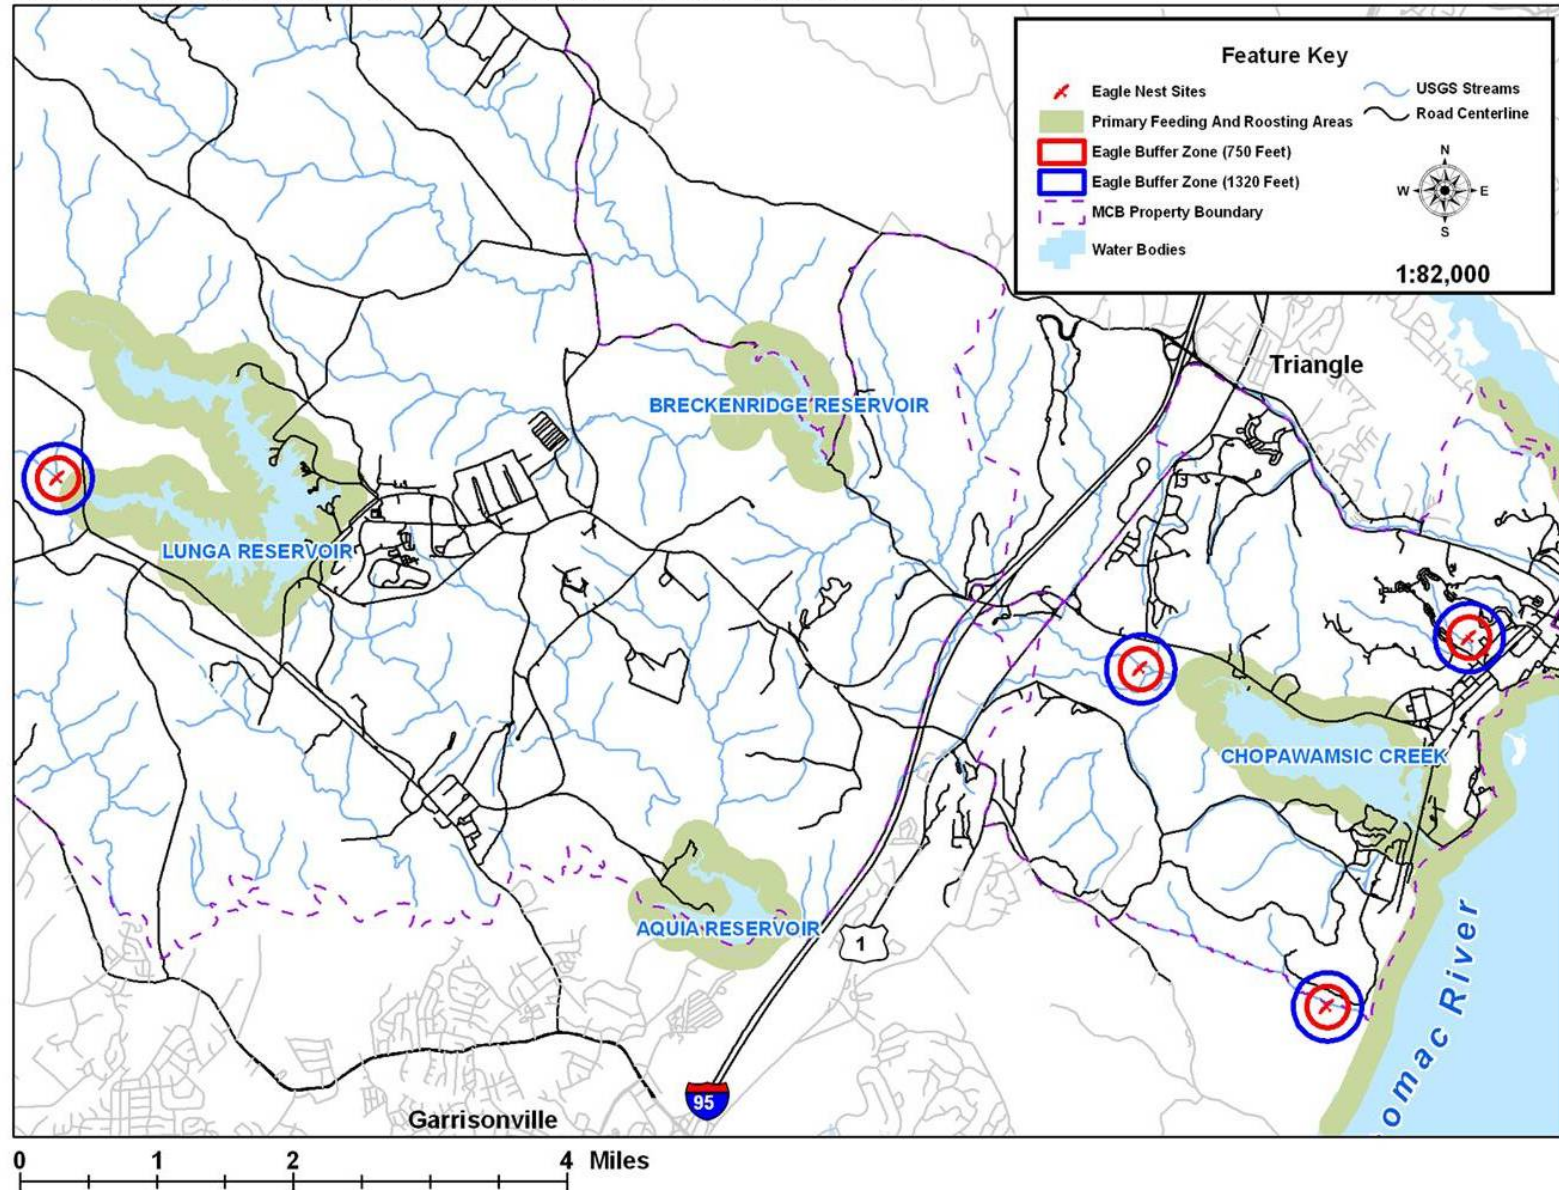 Feature Key
Eagle Nest Sites
Primary Feeding And Roosting Areas
Eagle Buffer Zone (750 Feet)
Eagle Buffer Zone (1320 Feet)
MCB Property Boundary
Water Bodies
USGS Streams
Road Centerline
N
W E
S
1:82,000
Triangle
BRECKENRIDGE RESERVOIR
LUNGA RESERVOIR
CHOPAWAMSIC CREEK
AQUIA RESERVOIR
1
omac River
95
Garrisonville
0 1 2 4 Miles